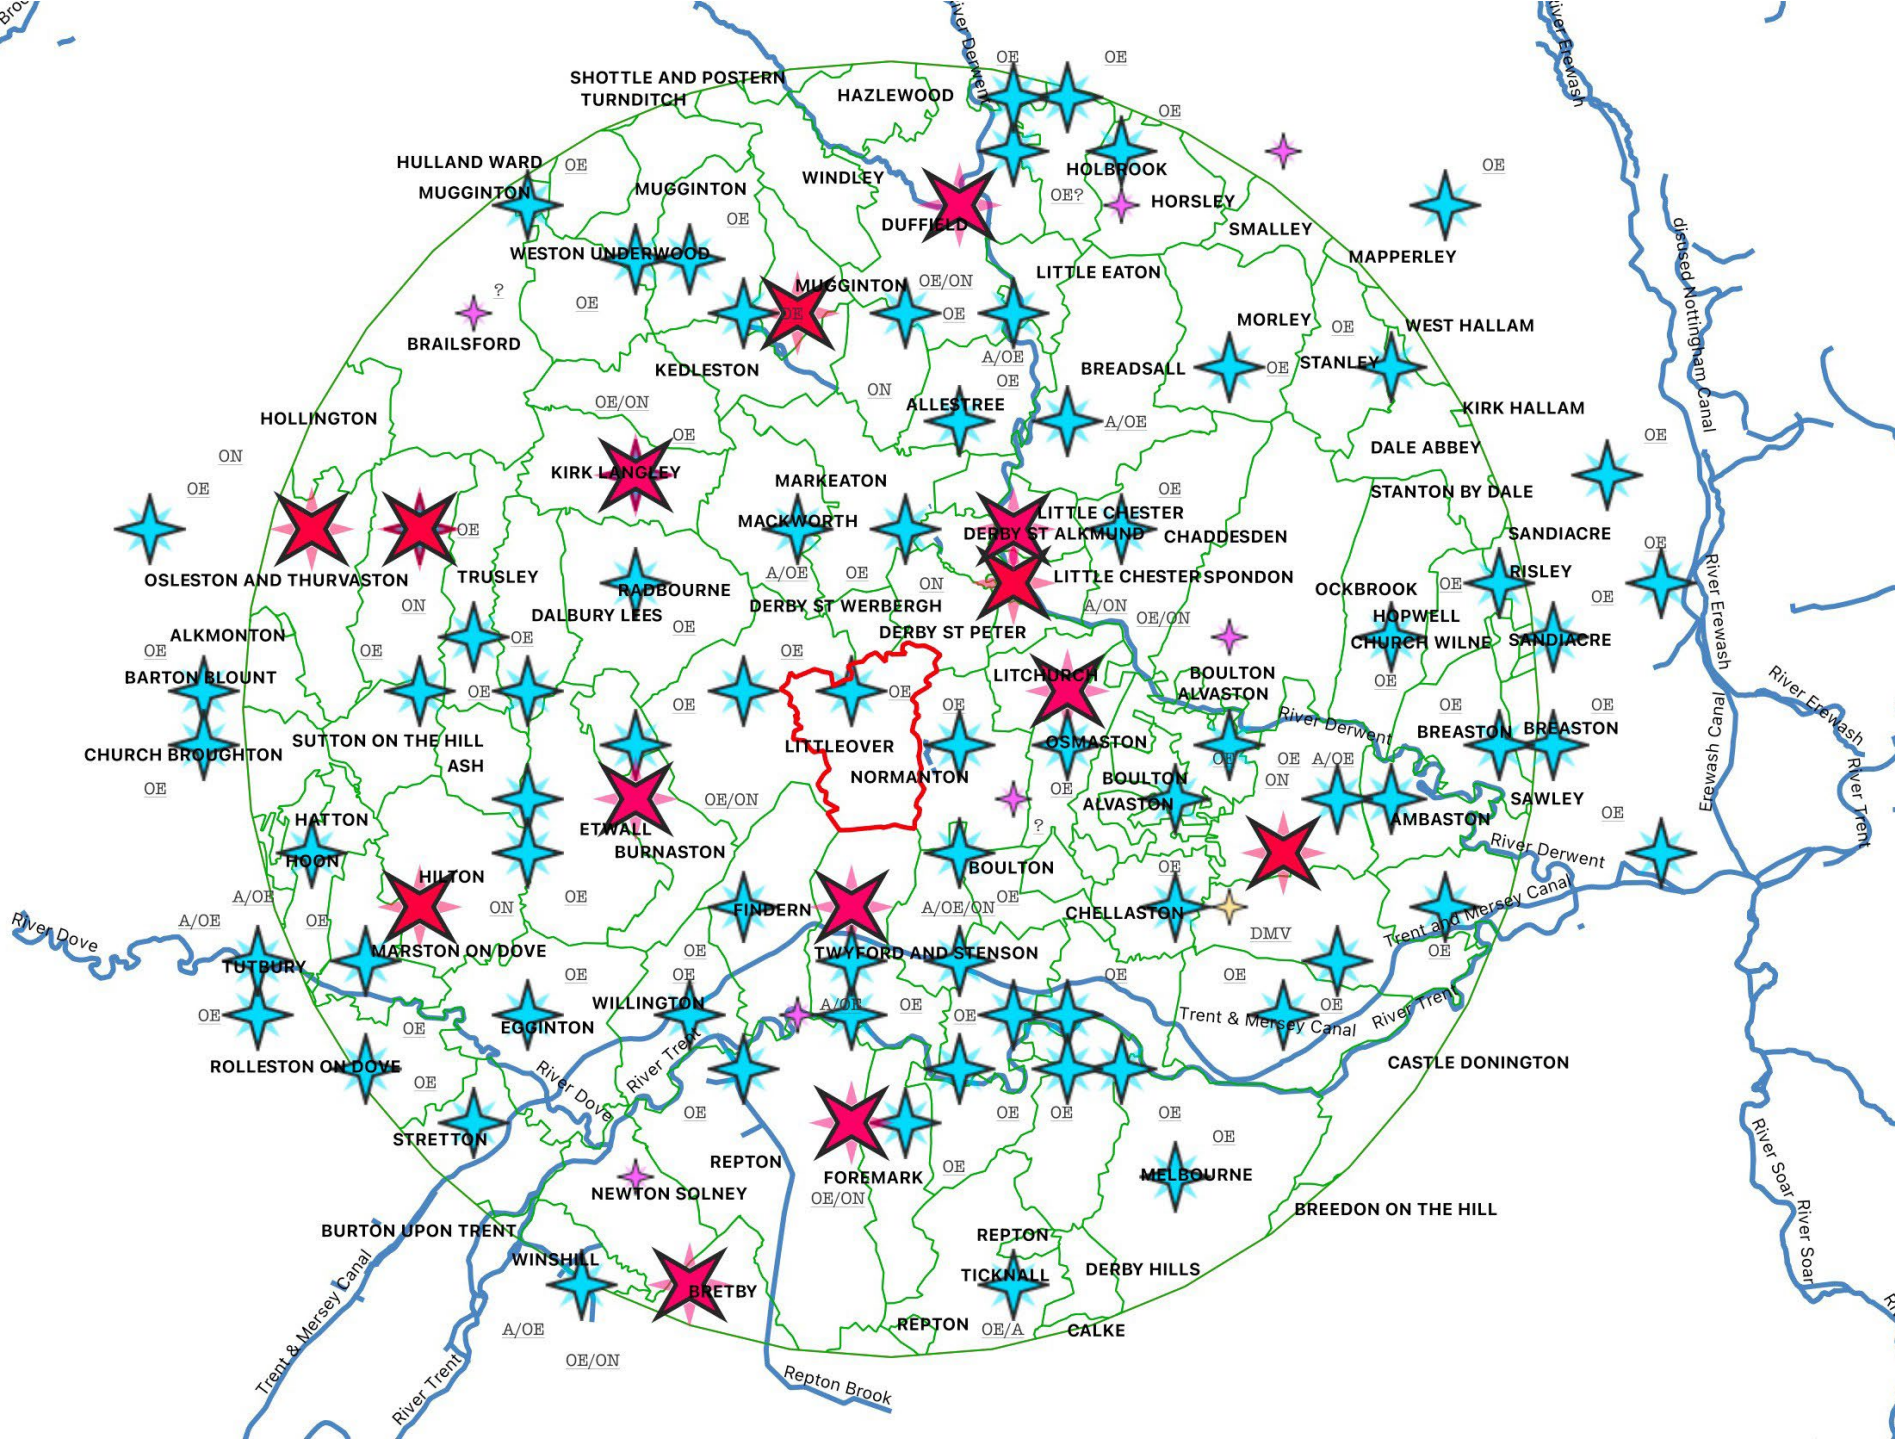 Broo
River Derwent
River Erewash
OE
OE
SHOTTLE AND POSTERN
TURNDITCH
HAZLEWOOD
OE
HULLAND WARD
OE
HOLBROOK
OE
MUGGINTON
MUGGINTON
WINDLEY
OE?
HORSLEY
OE
DUFFIELD
SMALLEY
disused Nottingham Canal
WESTON UNDERWOOD
MAPPERLEY
LITTLE EATON
?
OE
MUGGINTON
OE/ON
OE
OE
MORLEY
OE
WEST HALLAM
BRAILSFORD
A/OE
KEDLESTON
BREADSALL
OE
STANLEY
ON
OE
OE/ON
ALLESTREE
KIRK HALLAM
HOLLINGTON
A/OE
OE
OE
DALE ABBEY
ON
KIRK LANGLEY
MARKEATON
OE
OE
STANTON BY DALE
LITTLE CHESTER
MACKWORTH
OE
DERBY ST ALKMUND
CHADDESDEN
SANDIACRE
OE
OSLESTON AND THURVASTON
TRUSLEY
A/OE
OE
ON
LITTLE CHESTER
SPONDON
OE
RISLEY
River Erewash
RADBOURNE
OCKBROOK
OE
ON
DALBURY LEES
DERBY ST WERBERGH
A/ON
OE/ON
HOPWELL
ALKMONTON
OE
OE
DERBY ST PETER
CHURCH WILNE
SANDIACRE
OE
OE
OE
BARTON BLOUNT
LITCHURCH
BOULTON
OE
River Erewash
OE
OE
OE
OE
ALVASTON
OE
OE
River Derwent
SUTTON ON THE HILL
OSMASTON
BREASTON
BREASTON
CHURCH BROUGHTON
LITTLEOVER
OE
OE
A/OE
Erewash Canal
ASH
NORMANTON
BOULTON
ON
River Trent
OE
OE/ON
OE
ALVASTON
SAWLEY
HATTON
ETWALL
?
AMBASTON
OE
HOON
BURNASTON
River Derwent
BOULTON
OE
HILTON
A/OE
OE
OE
Trent and Mersey Canal
ON
FINDERN
A/OE/ON
CHELLASTON
A/OE
OE
DMV
River Dove
MARSTON ON DOVE
OE
TWYFORD AND STENSON
OE
TUTBURY
OE
OE
OE
OE
WILLINGTON
A/OE
OE
OE
OE
OE
OE
EGGINTON
Trent & Mersey Canal
River Trent
ROLLESTON ON DOVE
OE
River Dove
River Trent
CASTLE DONINGTON
OE
OE
OE
OE
STRETTON
OE
REPTON
OE
MELBOURNE
River Soar
FOREMARK
NEWTON SOLNEY
OE/ON
BREEDON ON THE HILL
BURTON UPON TRENT
REPTON
River Soar
WINSHILL
TICKNALL
DERBY HILLS
BRETBY
Trent & Mersey Canal
A/OE
REPTON
OE/A
CALKE
OE/ON
River Trent
Repton Brook